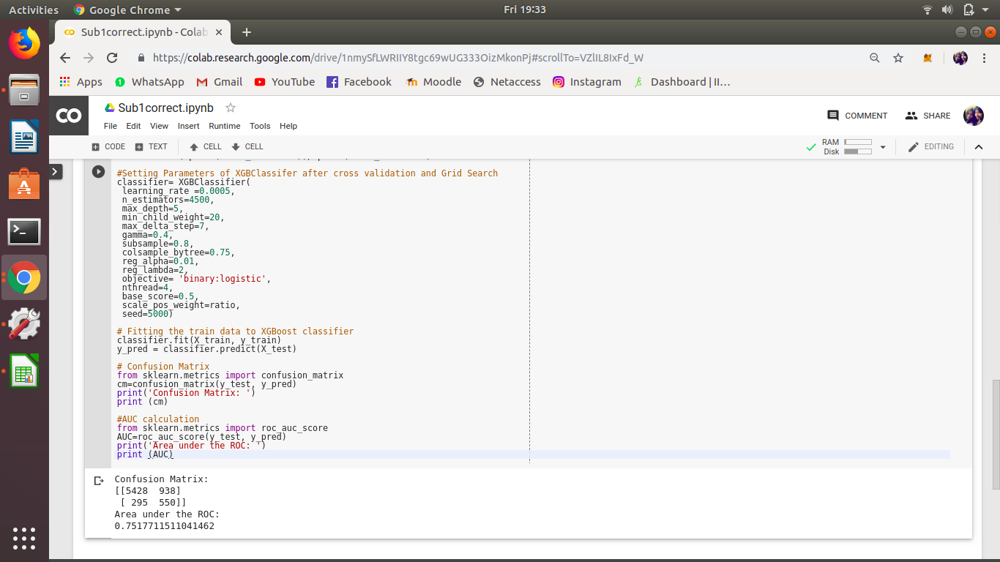 Activities Google Chrome Fri 19:33
Sub1correct.ipynb - Colab
https://colab.research.google.com/drive/1nmySfLWRIIY8tgc69wUG333OizMkonPj#scrollTo=VZlIL8IxFd_W
Apps WhatsApp Gmail YouTube Facebook Moodle Netaccess Instagram Dashboard | II…
Sub1correct.ipynb
File Edit View Insert Runtime Tools Help
COMMENT SHARE
CODE TEXT CELL CELL
RAM
Disk
EDITING
#Setting Parameters of XGBClassifer after cross validation and Grid Search
classifier= XGBClassifier(
learning_rate =0.0005,
n_estimators=4500,
max_depth=5,
min_child_weight=20,
max_delta_step=7,
gamma=0.4,
subsample=0.8,
colsample_bytree=0.75,
reg_alpha=0.01,
reg_lambda=2,
objective= 'binary:logistic',
nthread=4,
base_score=0.5,
scale_pos_weight=ratio,
seed=5000)
# Fitting the train data to XGBoost classifier
classifier.fit(X_train, y_train)
y_pred = classifier.predict(X_test)
# Confusion Matrix
from sklearn.metrics import confusion_matrix
cm=confusion_matrix(y_test, y_pred)
print('Confusion Matrix: ')
print (cm)
#AUC calculation
from sklearn.metrics import roc_auc_score
AUC=roc_auc_score(y_test, y_pred)
print('Area under the ROC: ')
print (AUC)
Confusion Matrix:
[[5428 938]
[ 295 550]]
Area under the ROC:
0.7517711511041462